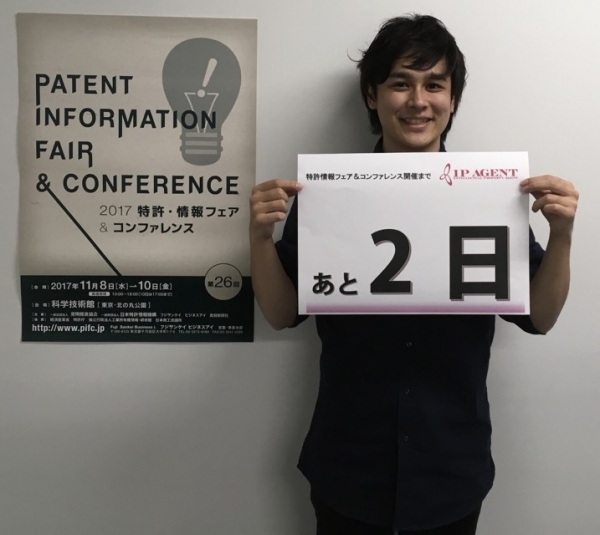 PATENT
INFORMATION
FAIR
& CONFERENCE
2017 特許・情報フェア
& コンファレンス
2017年11月8日(水)―10日(金)
第26回
科学技術館 [東京・北の丸公園]
http://www.pifc.jp/
特許情報フェア&コンファレンス開催まで
IP AGENT
あと 2 日